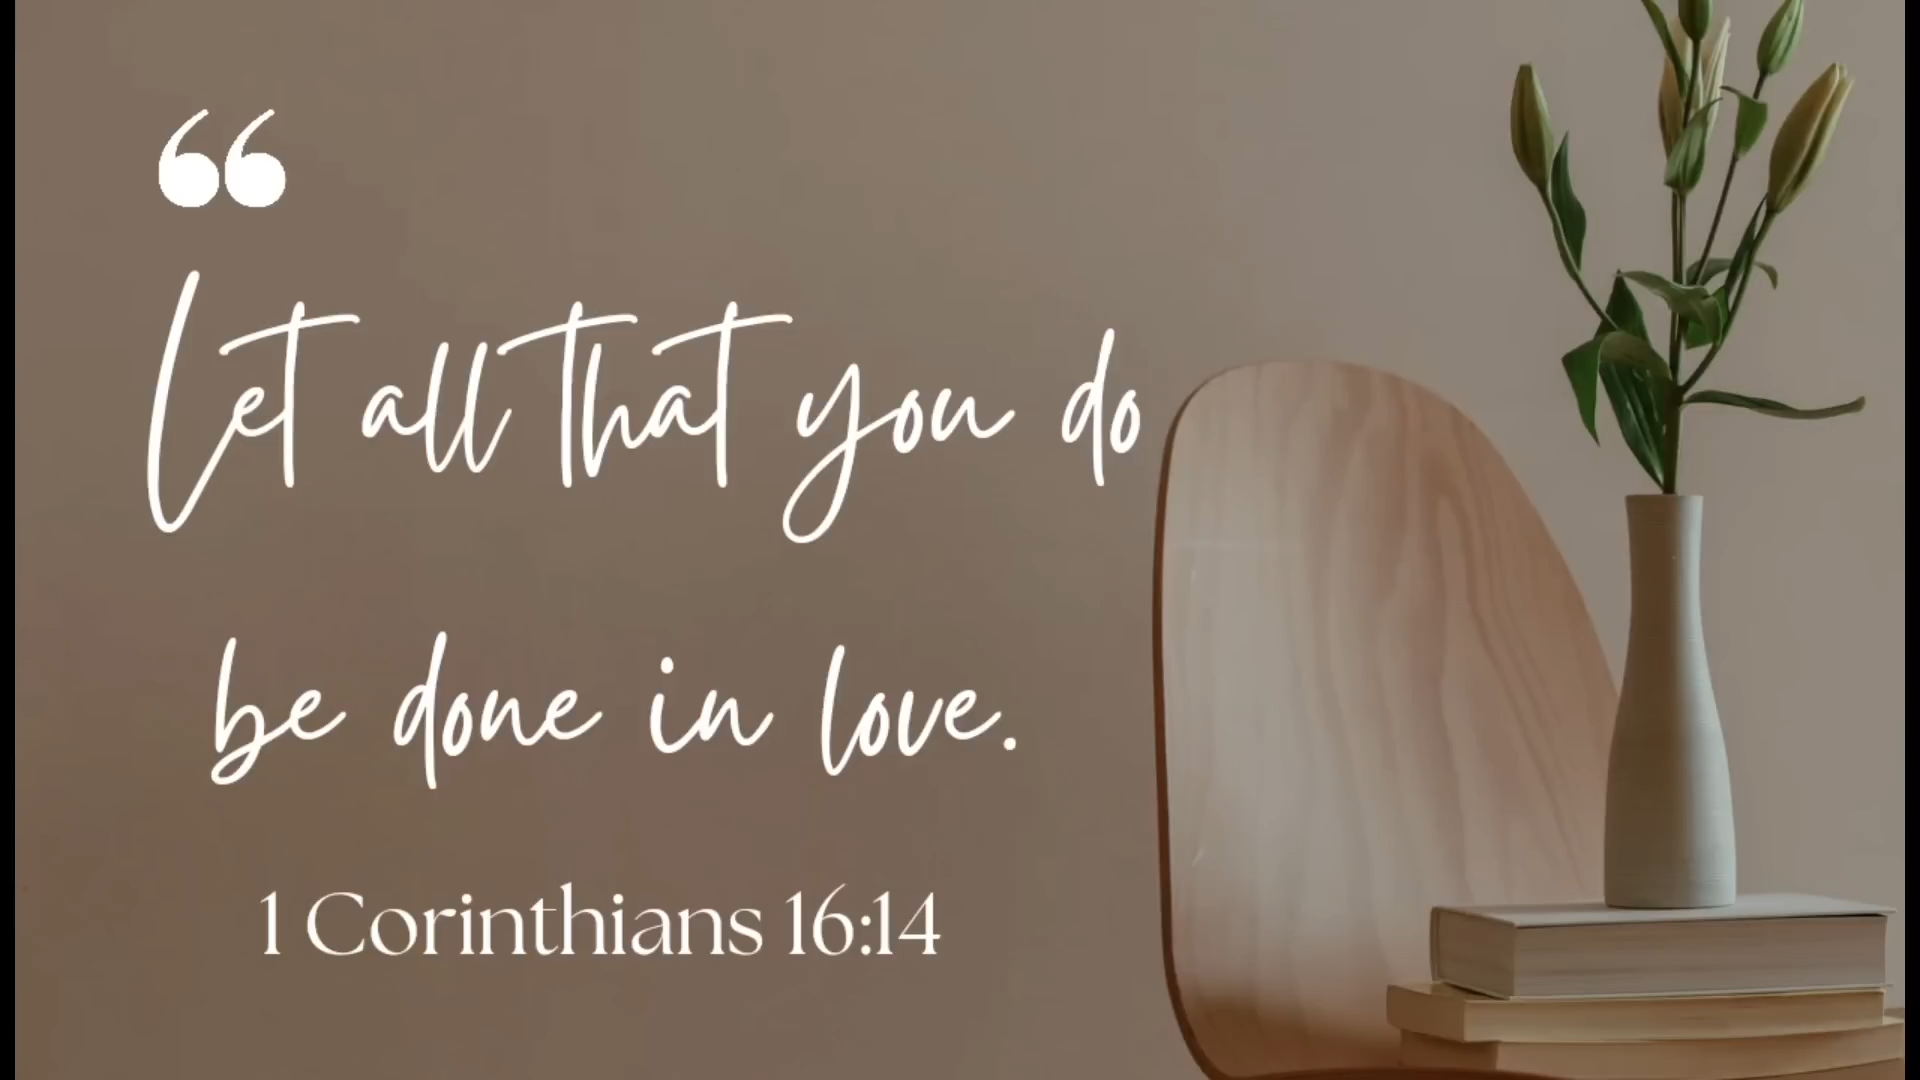 “
Let all that you do
be done in love.
1 Corinthians 16:14